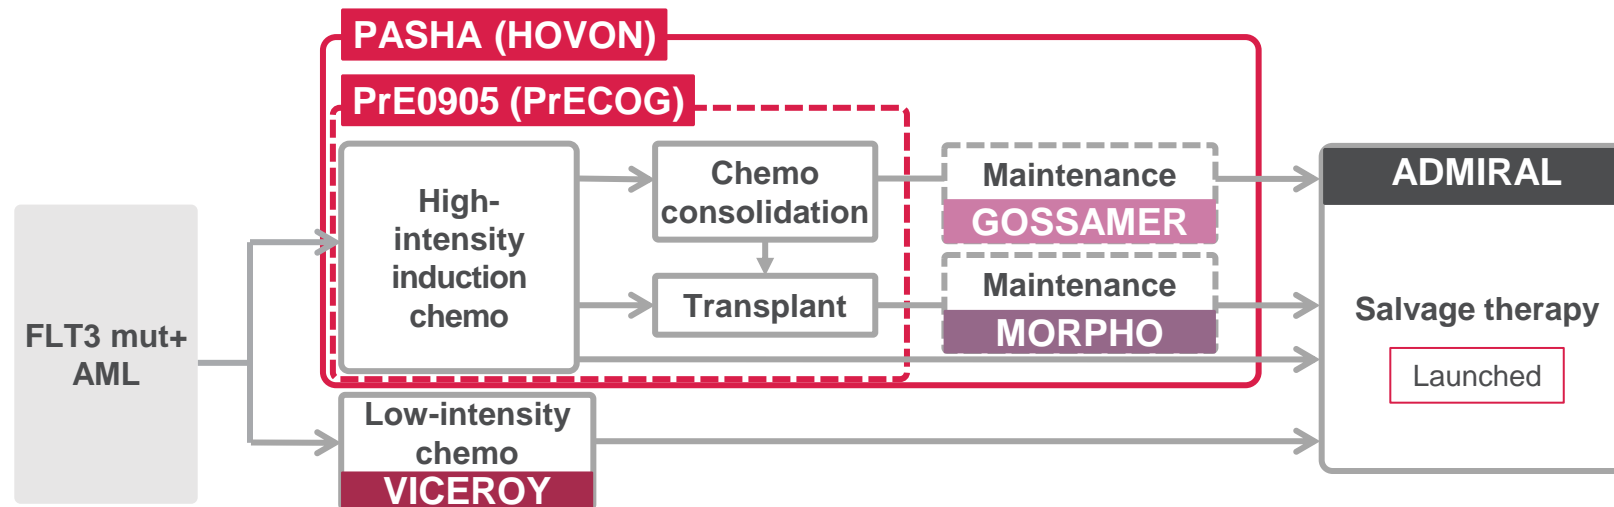 PASHA (HOVON)
PrE0905 (PrECOG)
FLT3 mut+
AML
High-
intensity
induction
chemo
Chemo
consolidation
Transplant
Maintenance
GOSSAMER
Maintenance
MORPHO
Low-intensity
chemo
VICEROY
ADMIRAL
Salvage therapy
Launched